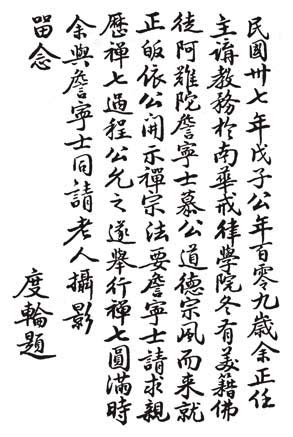 民國卅七年戊子公年百零九歲余正任
主講教務於南華戒律學院冬有美籍佛
徒阿難院詹寧士慕公道德宗風而来就
正皈依公開示禪宗法要詹寧士請求親
歷禪七過程公允之遂舉行禪七圓滿時
余與詹寧士同請老人攝影
留念
度輪題